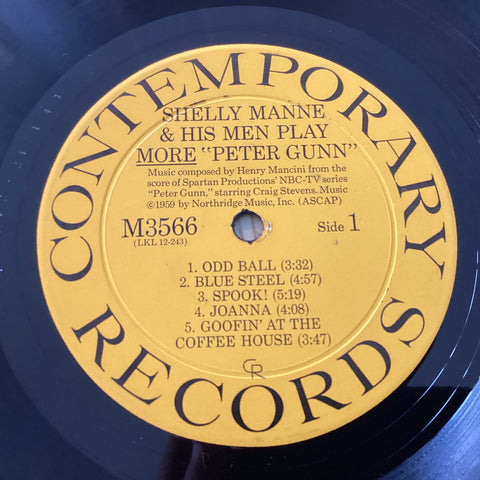 CONTEMPORARY
RECORDS
SHELLY MANNE
& HIS MEN PLAY
MORE "PETER GUNN"
Music composed by Henry Mancini from the
score of Spartan Productions' NBC-TV series
"Peter Gunn," starring Craig Stevens. Music
©1959 by Northridge Music, Inc. (ASCAP)
M3566
(LKL 12-243)
Side 1
1. ODD BALL (3:32)
2. BLUE STEEL (4:57)
3. SPOOK! (5:19)
4. JOANNA (4:08)
5. GOOFIN' AT THE
COFFEE HOUSE (3:47)
CR